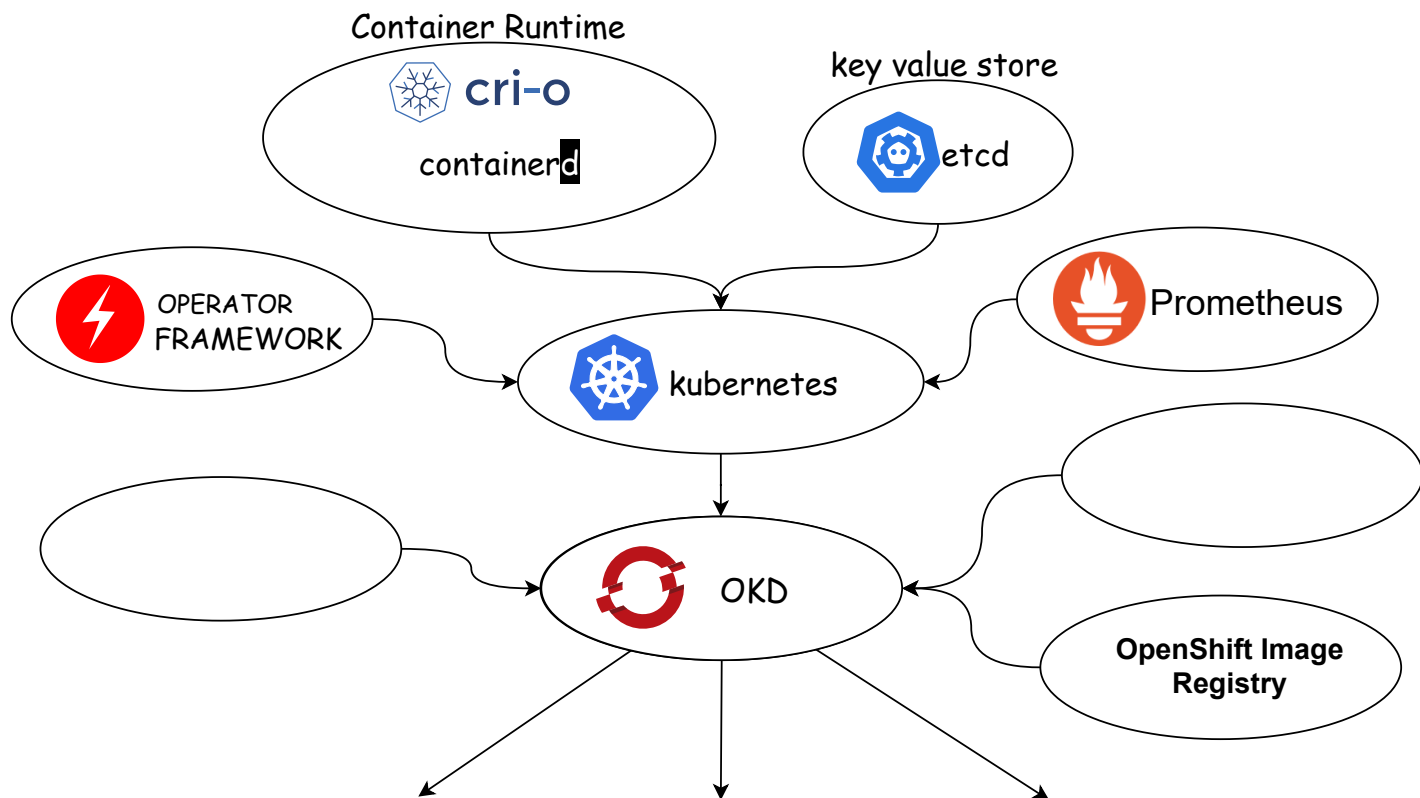 Container Runtime
cri-o
containerd
key value store
etcd
OPERATOR
FRAMEWORK
Prometheus
kubernetes
OKD
OpenShift Image
Registry